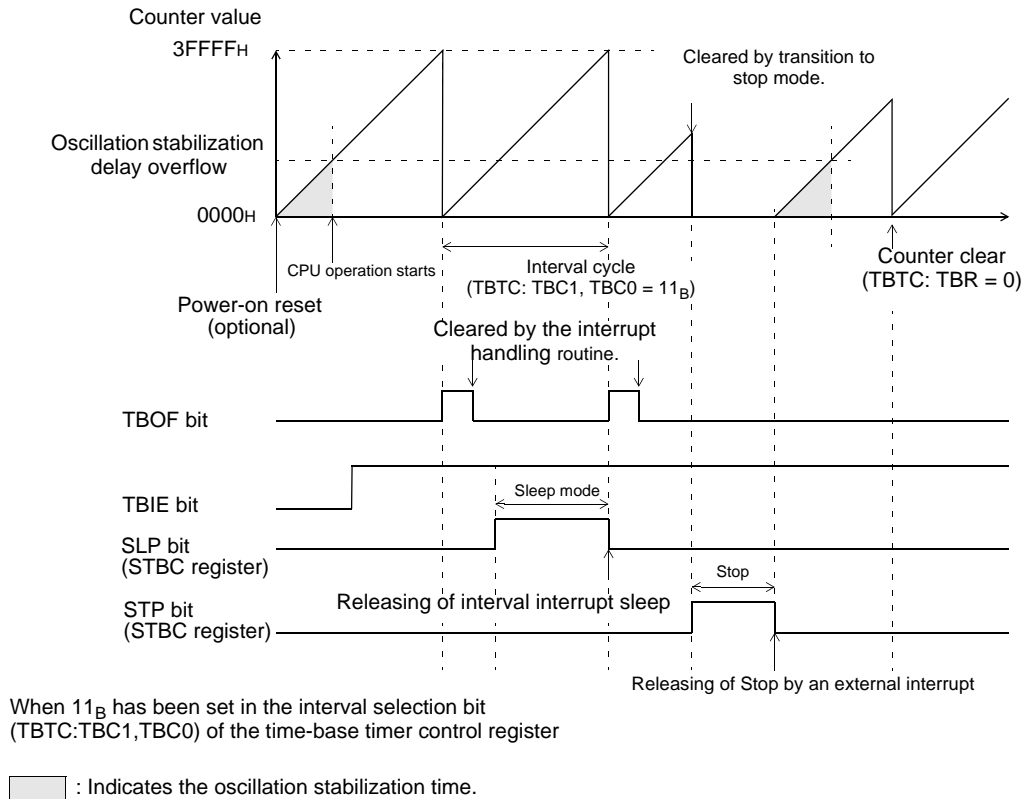 Counter value
3FFFFH
Cleared by transition to
stop mode.
Oscillation stabilization
delay overflow
0000H
CPU operation starts
Interval cycle
(TBTC: TBC1, TBC0 = 11B)
Counter clear
(TBTC: TBR = 0)
Power-on reset
(optional)
Cleared by the interrupt
handling routine.
TBOF bit
TBIE bit
Sleep mode
SLP bit
(STBC register)
Stop
Releasing of interval interrupt sleep
STP bit
(STBC register)
Releasing of Stop by an external interrupt
When 11B has been set in the interval selection bit
(TBTC:TBC1,TBC0) of the time-base timer control register
: Indicates the oscillation stabilization time.